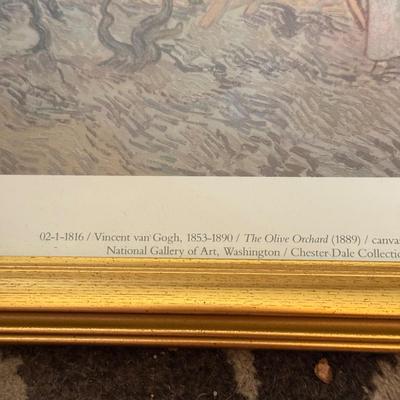 02-1-1816 / Vincent van Gogh, 1853-1890 / The Olive Orchard (1889) / canvas
National Gallery of Art, Washington / Chester Dale Collectio